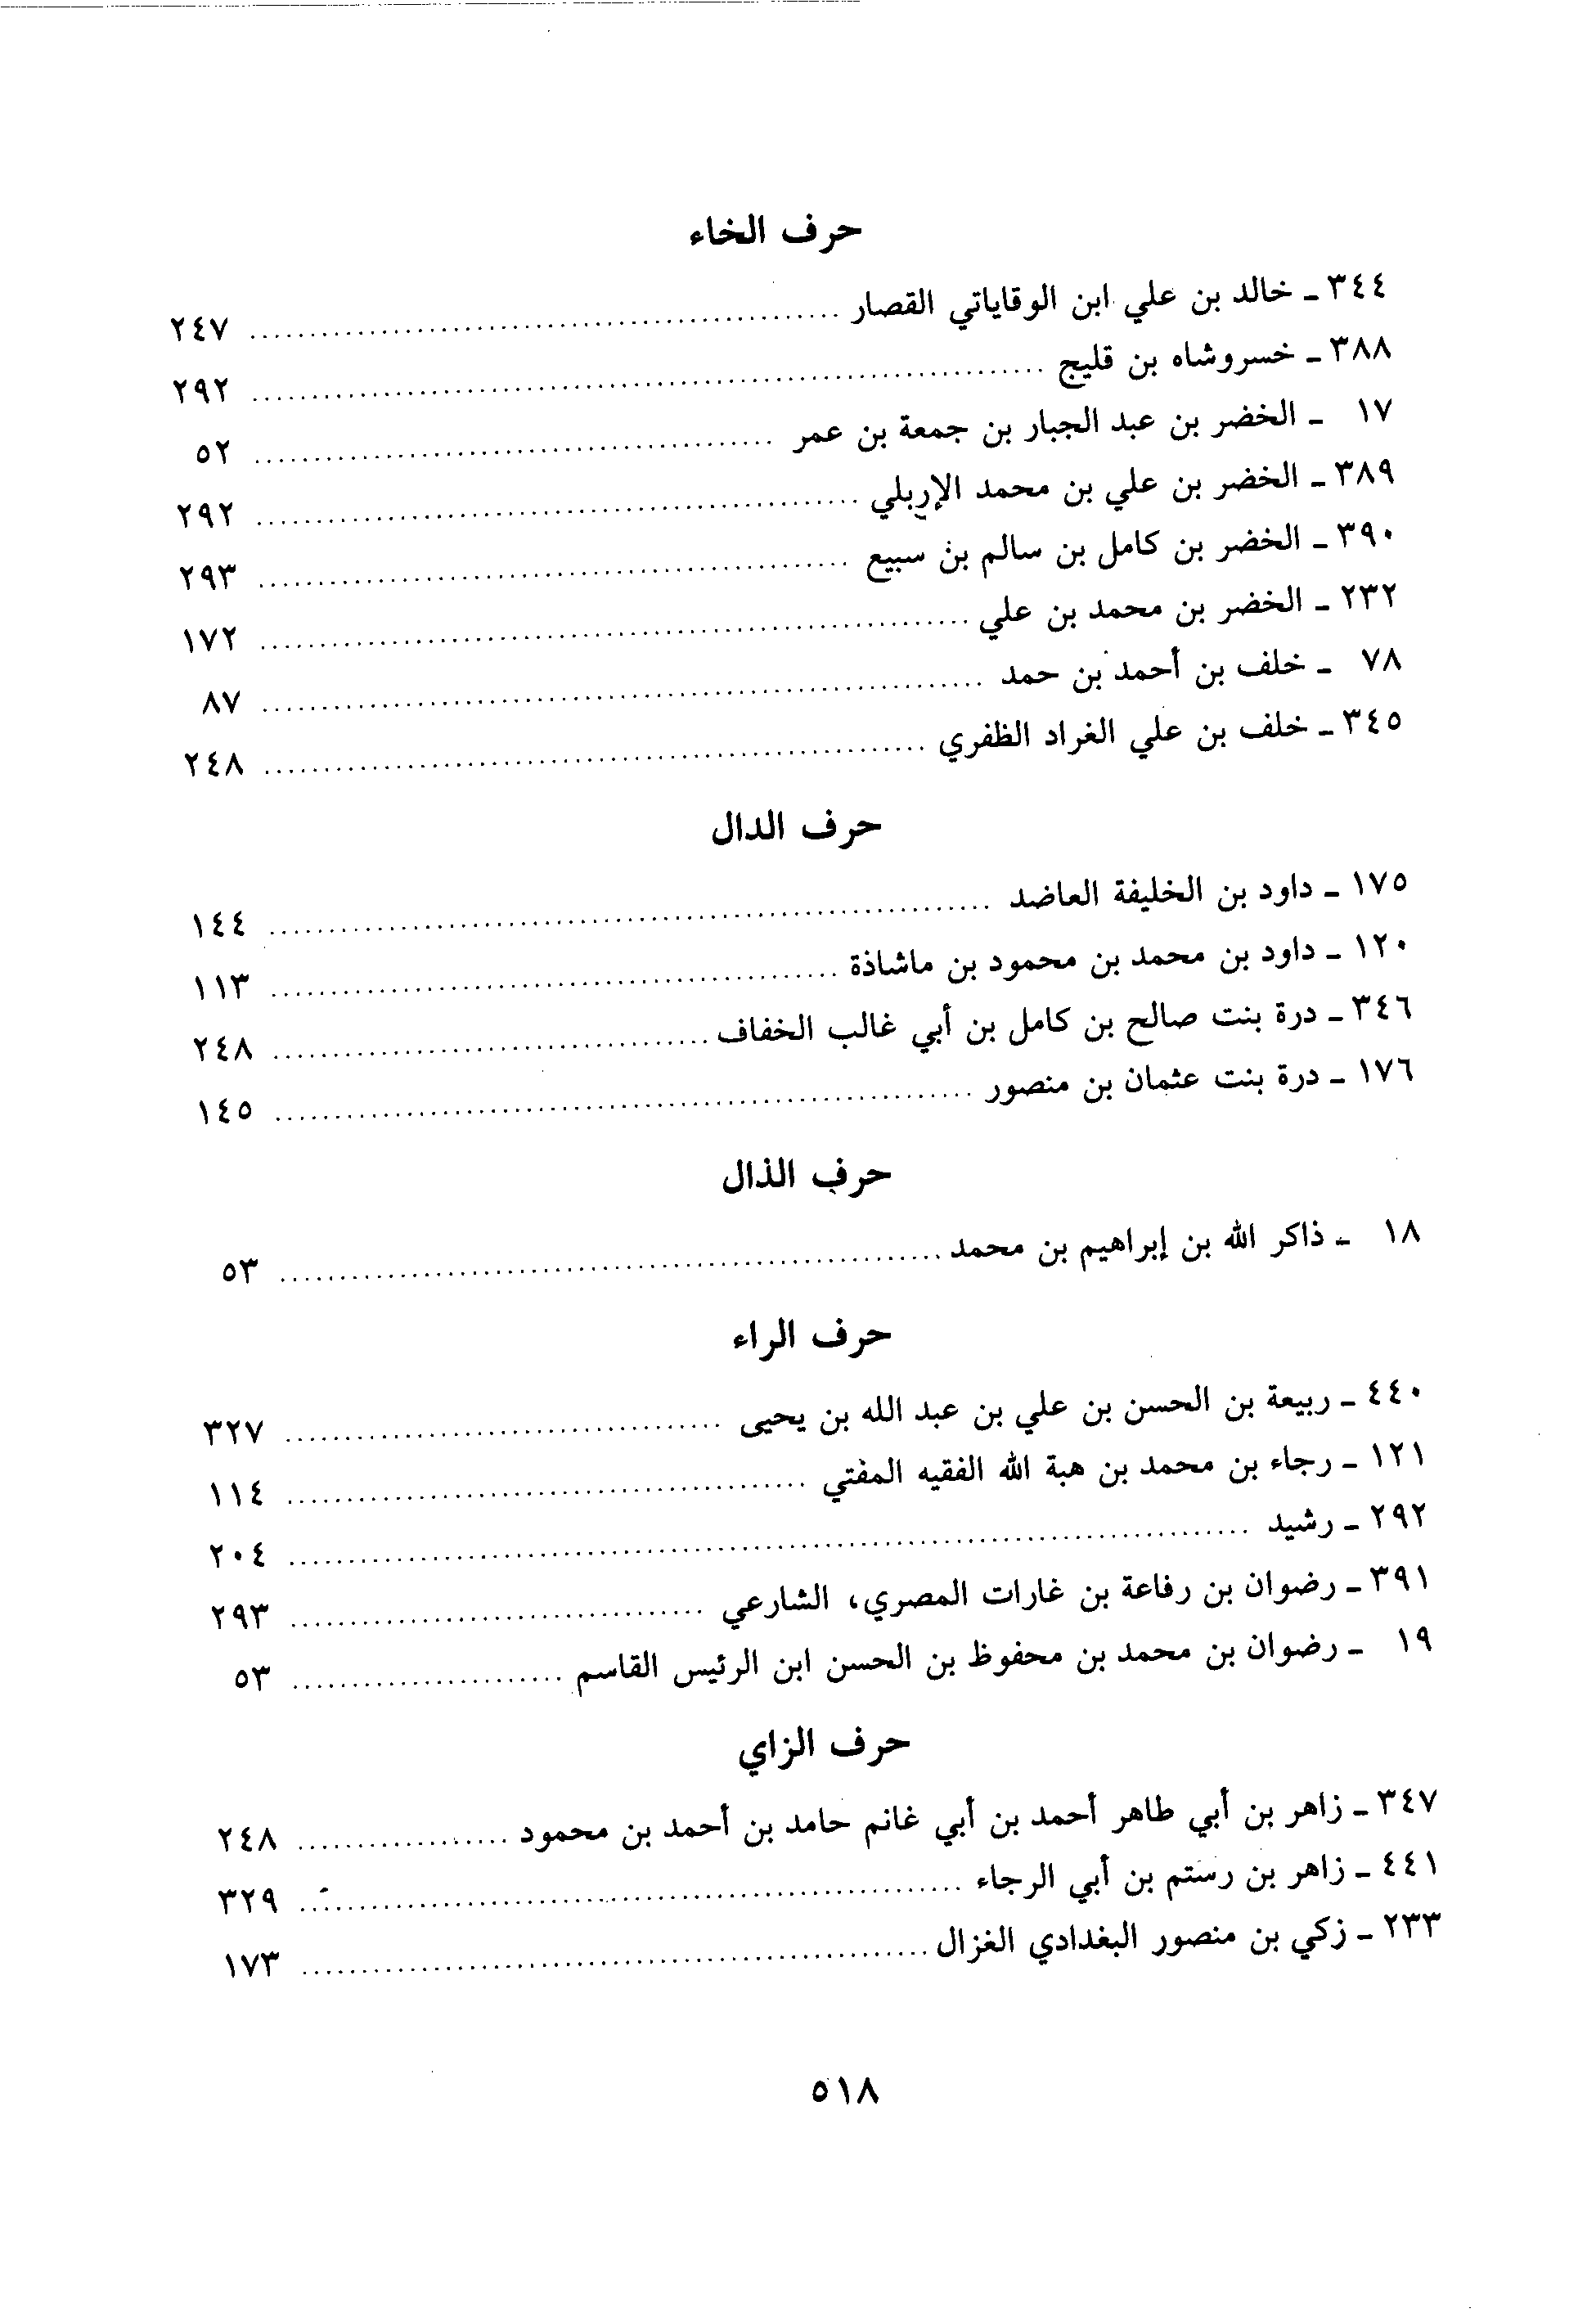 حرف الخاء
٣٤٤ ـ خالد بن علي ابن الوقاياتي القصار ........ ٢٤٧
٣٨٨ ـ خسروشاه بن قليج ........ ٢٩٢
١٧ ـ الخضر بن عبد الجبار بن جمعة بن عمر ........ ٥٢
٣٨٩ ـ الخضر بن علي بن محمد الإربلي ........ ٢٩٢
٣٩٠ ـ الخضر بن كامل بن سالم بن سبيع ........ ٢٩٣
٢٣٢ ـ الخضر بن محمد بن علي ........ ١٧٢
٧٨ ـ خلف بن أحمد بن حمد ........ ٨٧
٣٤٥ ـ خلف بن علي الغراد الظفري ........ ٢٤٨
حرف الدال
١٧٥ ـ داود بن الخليفة العاضد ........ ١٤٤
١٢٠ ـ داود بن محمد بن محمود بن ماشاذة ........ ١١٣
٣٤٦ ـ درة بنت صالح بن كامل بن أبي غالب الخفاف ........ ٢٤٨
١٧٦ ـ درة بنت عثمان بن منصور ........ ١٤٥
حرف الذال
١٨ ـ ذاكر الله بن إبراهيم بن محمد ........ ٥٣
حرف الراء
٤٤٠ ـ ربيعة بن الحسن بن علي بن عبد الله بن يحيى ........ ٣٢٧
١٢١ ـ رجاء بن محمد بن هبة الله الفقيه المفتي ........ ١١٤
٢٩٢ ـ رشيد ........ ٢٠٤
٣٩١ ـ رضوان بن رفاعة بن غارات المصري، الشارعي ........ ٢٩٣
١٩ ـ رضوان بن محمد بن محفوظ بن الحسن ابن الرئيس القاسم ........ ٥٣
حرف الزاي
٣٤٧ ـ زاهر بن أبي طاهر أحمد بن أبي غانم حامد بن أحمد بن محمود ........ ٢٤٨
٤٤١ ـ زاهر بن رستم بن أبي الرجاء ........ ٣٢٩
٢٣٣ ـ زكي بن منصور البغدادي الغزال ........ ١٧٣
٥١٨